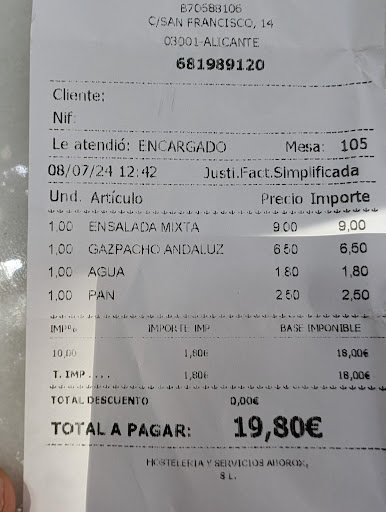 B70588106
C/SAN FRANCISCO, 14
03001-ALICANTE
681989120
Cliente:
Nif:
Le atendió: ENCARGADO Mesa: 105
08/07/24 12:42 Justi.Fact.Simplificada
Und. Artículo Precio Importe
1,00 ENSALADA MIXTA 9,00 9,00
1,00 GAZPACHO ANDALUZ 6,50 6,50
1,00 AGUA 1,80 1,80
1,00 PAN 2,50 2,50
IMP% IMPORTE IMP BASE IMPONIBLE
10,00 1,80€ 18,00€
T. IMP .... 1,80€ 18,00€
TOTAL DESCUENTO 0,00€
TOTAL A PAGAR: 19,80€
HOSTELERIA Y SERVICIOS
S L.